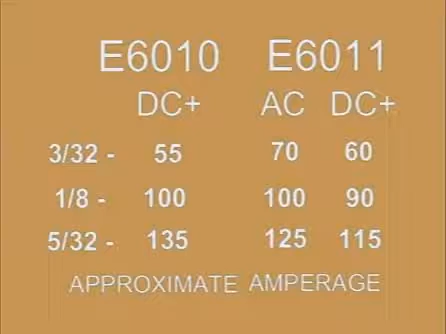 E6010 E6011
DC+ AC DC+
3/32 - 55 70 60
1/8 - 100 100 90
5/32 - 135 125 115
APPROXIMATE AMPERAGE